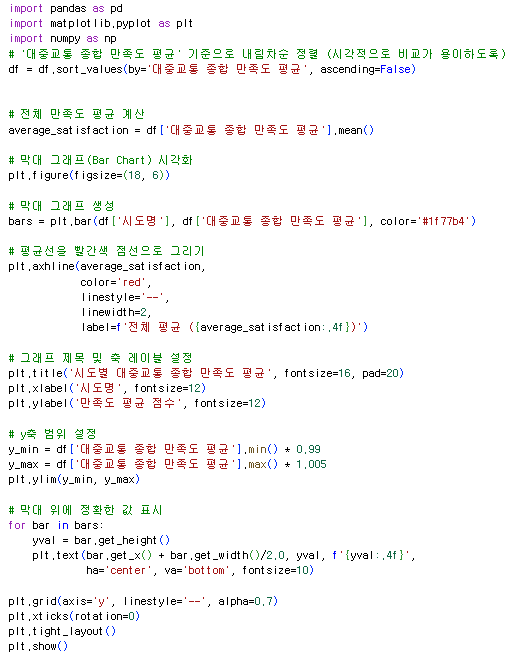 import pandas as pd
import matplotlib.pyplot as plt
import numpy as np
# '대중교통 종합 만족도 평균' 기준으로 내림차순 정렬 (시각적으로 비교가 용이하도록)
df = df.sort_values(by='대중교통 종합 만족도 평균', ascending=False)
# 전체 만족도 평균 계산
average_satisfaction = df['대중교통 종합 만족도 평균'].mean()
# 막대 그래프(Bar Chart) 시각화
plt.figure(figsize=(18, 6))
# 막대 그래프 생성
bars = plt.bar(df['시도명'], df['대중교통 종합 만족도 평균'], color='#1f77b4')
# 평균선을 빨간색 점선으로 그리기
plt.axhline(average_satisfaction,
            color='red',
            linestyle='--',
            linewidth=2,
            label=f'전체 평균 ({average_satisfaction:.4f})')
# 그래프 제목 및 축 레이블 설정
plt.title('시도별 대중교통 종합 만족도 평균', fontsize=16, pad=20)
plt.xlabel('시도명', fontsize=12)
plt.ylabel('만족도 평균 점수', fontsize=12)
# y축 범위 설정
y_min = df['대중교통 종합 만족도 평균'].min() * 0.99
y_max = df['대중교통 종합 만족도 평균'].max() * 1.005
plt.ylim(y_min, y_max)
# 막대 위에 정확한 값 표시
for bar in bars:
    yval = bar.get_height()
    plt.text(bar.get_x() + bar.get_width()/2.0, yval, f'{yval:.4f}',
             ha='center', va='bottom', fontsize=10)
plt.grid(axis='y', linestyle='--', alpha=0.7)
plt.xticks(rotation=0)
plt.tight_layout()
plt.show()